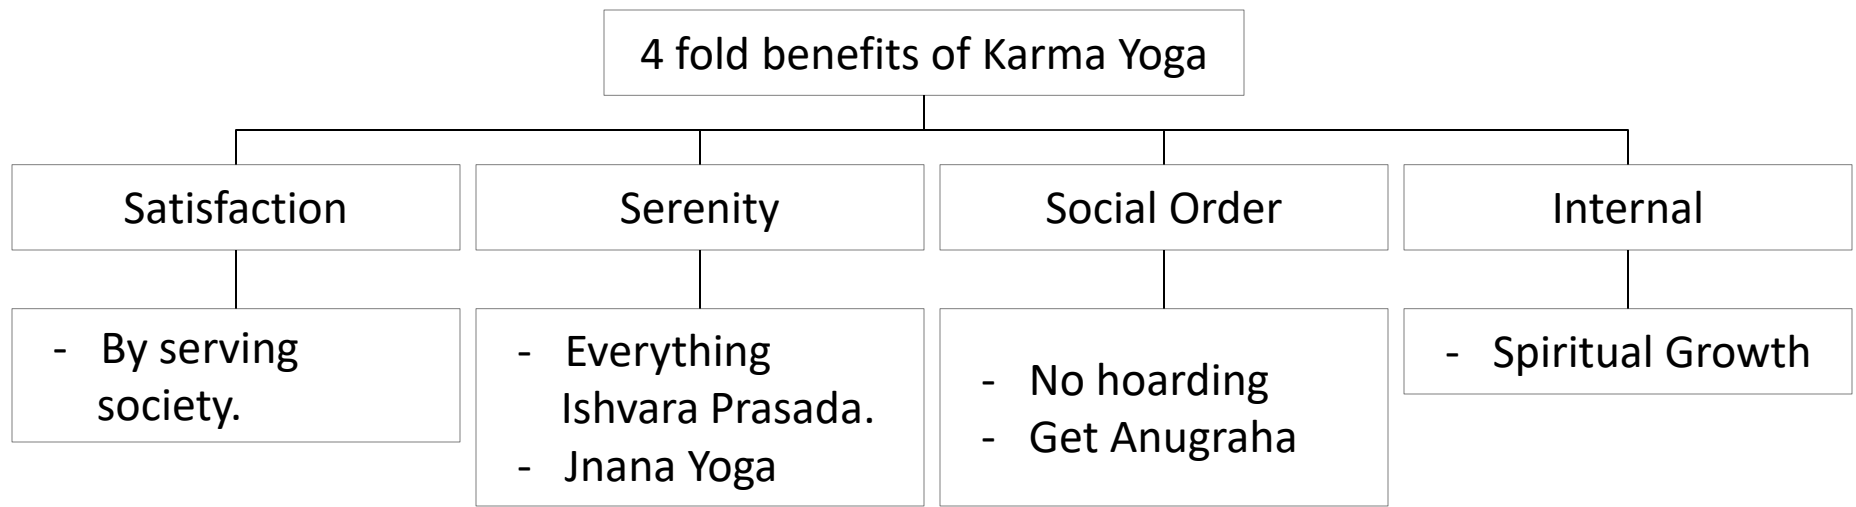 4 fold benefits of Karma Yoga
Satisfaction
Serenity
Social Order
Internal
- By serving
society.
- Everything
Ishvara Prasada.
- Jnana Yoga
- No hoarding
- Get Anugraha
- Spiritual Growth